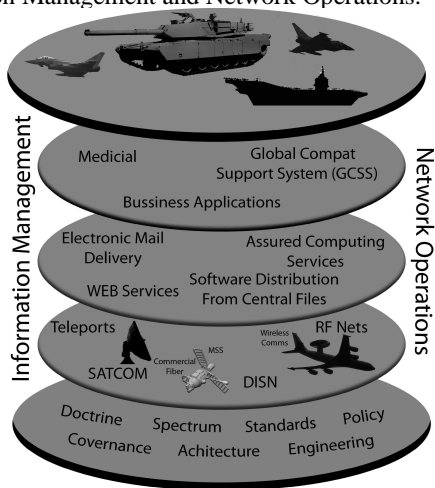 on Management and Network Operations.
Information Management
Network Operations
Medicial
Global Compat
Support System (GCSS)
Bussiness Applications
Electronic Mail
Delivery
Assured Computing
Services
WEB Services
Software Distribution
From Central Files
Teleports
SATCOM
Commercial
Fiber
MSS
DISN
Wireless
Comms
RF Nets
Doctrine
Spectrum
Standards
Policy
Covernance
Achitecture
Engineering